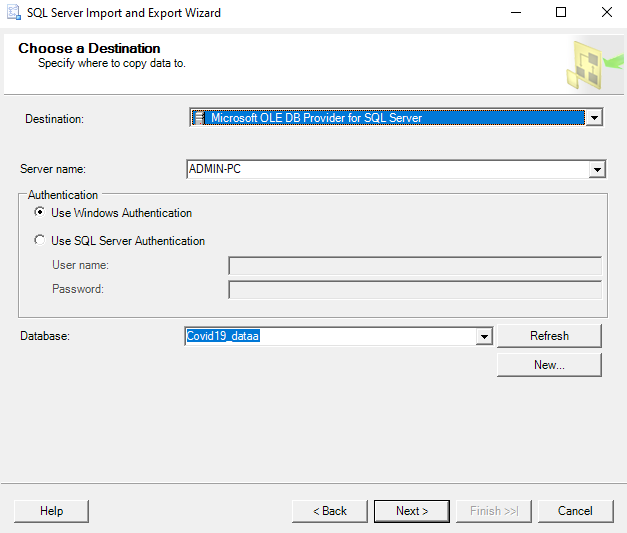 SQL Server Import and Export Wizard
Choose a Destination
Specify where to copy data to.
Destination: Microsoft OLE DB Provider for SQL Server
Server name: ADMIN-PC
Authentication
Use Windows Authentication
Use SQL Server Authentication
User name:
Password:
Database: Covid19_dataa Refresh
New...
Help < Back Next > Finish >>| Cancel